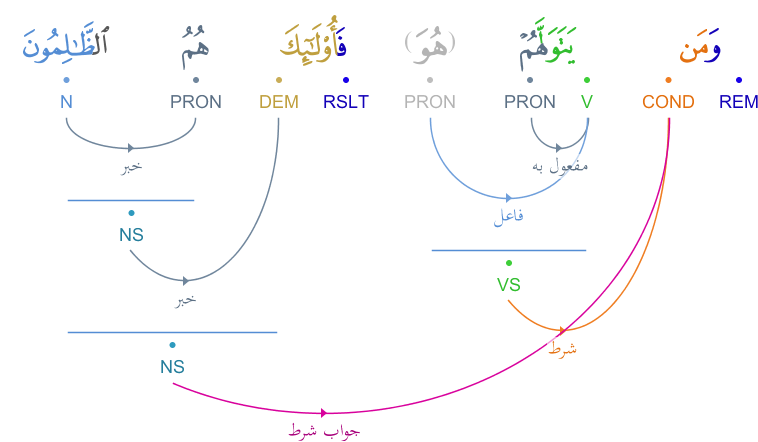 وَمَن يَتَوَلَّهُمْ (هُوَ) فَأُو۟لَـٰٓئِكَ هُمُ ٱلظَّـٰلِمُونَ
REM COND V PRON PRON RSLT DEM PRON N
خبر
مفعول به
فاعل
NS
VS
خبر
شرط
NS
جواب شرط